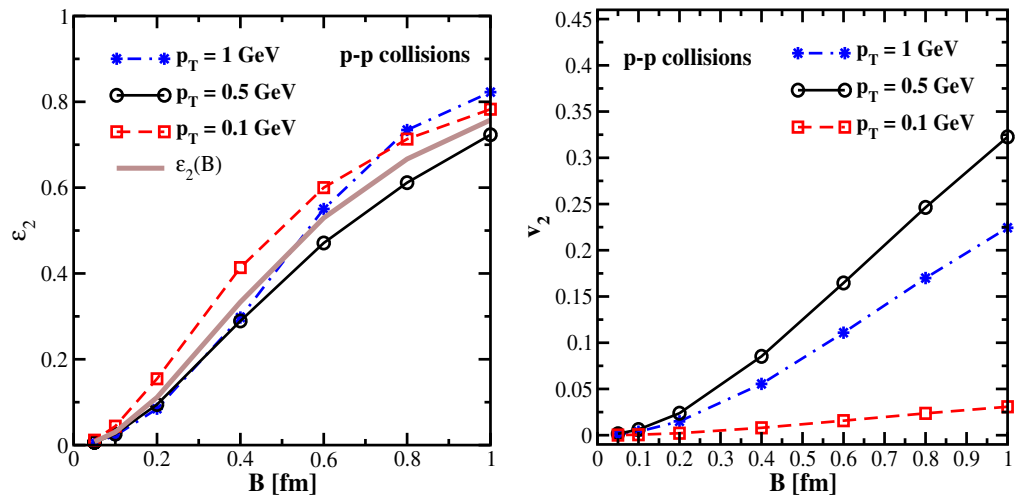 1
0.8
0.6
0.4
0.2
0
ε₂
p_T = 1 GeV
p_T = 0.5 GeV
p_T = 0.1 GeV
ε₂(B)
p-p collisions
0 0.2 0.4 0.6 0.8 1
B [fm]
0.45
0.4
0.35
0.3
0.25
0.2
0.15
0.1
0.05
0
v₂
p-p collisions
p_T = 1 GeV
p_T = 0.5 GeV
p_T = 0.1 GeV
0 0.1 0.2 0.3 0.4 0.5 0.6 0.7 0.8 0.9 1
B [fm]